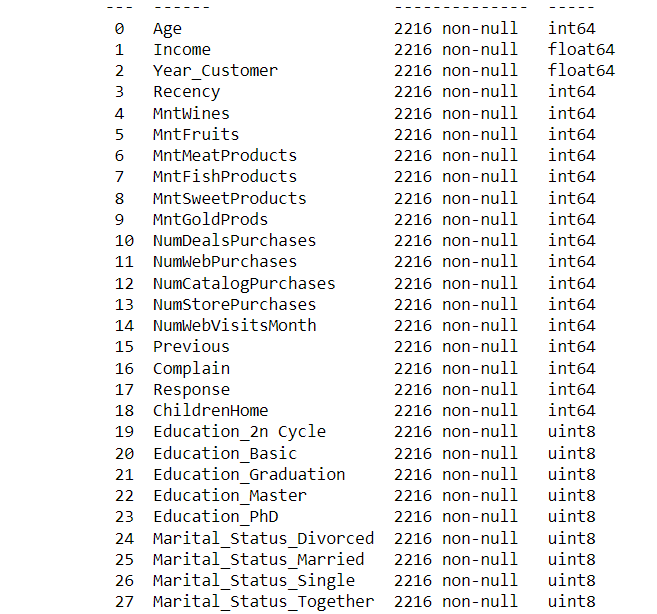 ---  ------                   --------------  -----
0   Age                      2216 non-null   int64
1   Income                   2216 non-null   float64
2   Year_Customer            2216 non-null   float64
3   Recency                  2216 non-null   int64
4   MntWines                 2216 non-null   int64
5   MntFruits                2216 non-null   int64
6   MntMeatProducts          2216 non-null   int64
7   MntFishProducts          2216 non-null   int64
8   MntSweetProducts         2216 non-null   int64
9   MntGoldProds             2216 non-null   int64
10  NumDealsPurchases        2216 non-null   int64
11  NumWebPurchases          2216 non-null   int64
12  NumCatalogPurchases      2216 non-null   int64
13  NumStorePurchases        2216 non-null   int64
14  NumWebVisitsMonth        2216 non-null   int64
15  Previous                 2216 non-null   int64
16  Complain                 2216 non-null   int64
17  Response                 2216 non-null   int64
18  ChildrenHome             2216 non-null   int64
19  Education_2n Cycle       2216 non-null   uint8
20  Education_Basic          2216 non-null   uint8
21  Education_Graduation     2216 non-null   uint8
22  Education_Master         2216 non-null   uint8
23  Education_PhD            2216 non-null   uint8
24  Marital_Status_Divorced  2216 non-null   uint8
25  Marital_Status_Married   2216 non-null   uint8
26  Marital_Status_Single    2216 non-null   uint8
27  Marital_Status_Together  2216 non-null   uint8